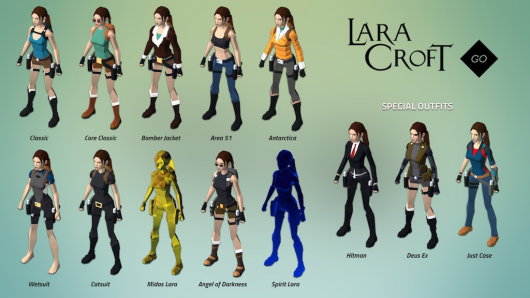 LARA
CROFT GO
SPECIAL OUTFITS
Classic
Core Classic
Bomber Jacket
Area 51
Antarctica
Hitman
Deus Ex
Just Case
Wetsuit
Catsuit
Midas Lara
Angel of Darkness
Spirit Lara